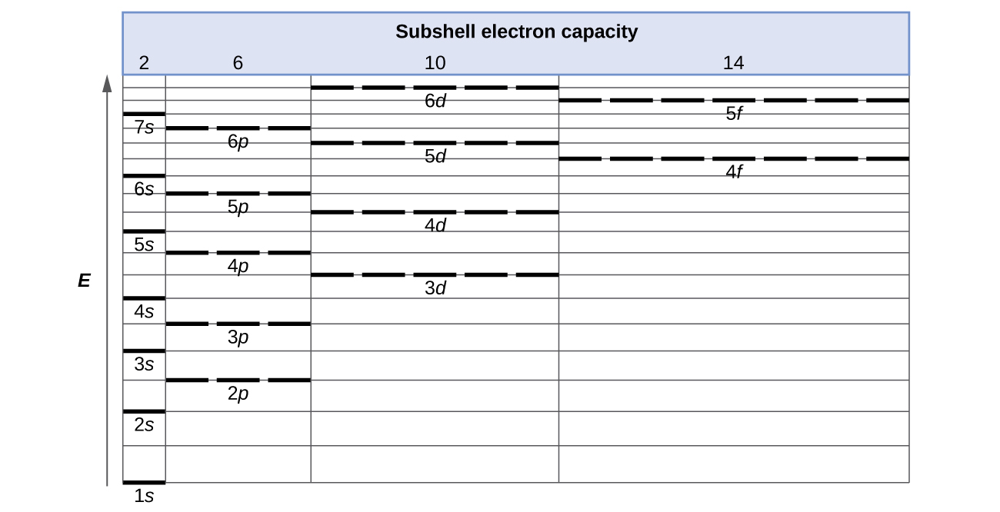 Subshell electron capacity
2 6 10 14
6d
5f
7s
6p
5d
4f
6s
5p
4d
5s
4p
E
3d
4s
3p
3s
2p
2s
1s